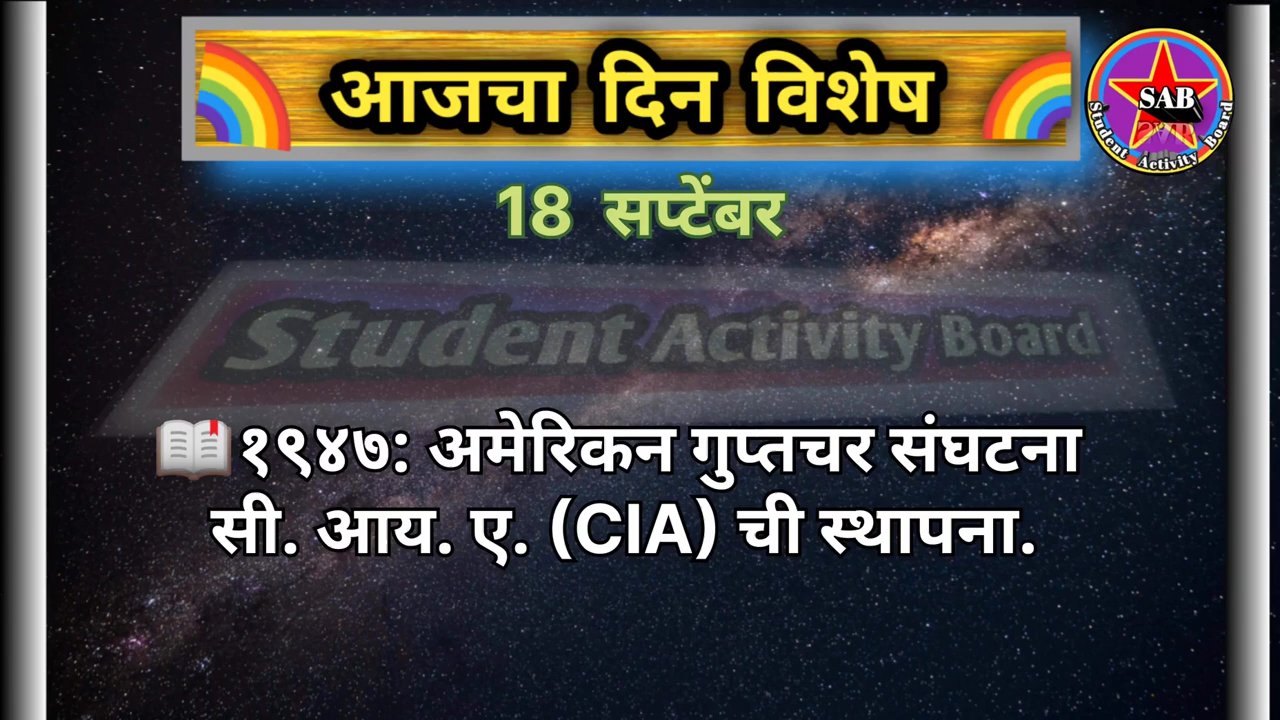 आजचा दिन विशेष
SAB
Student Activity Board
18 सप्टेंबर
Student Activity Board
१९४७: अमेरिकन गुप्तचर संघटना
सी. आय. ए. (CIA) ची स्थापना.